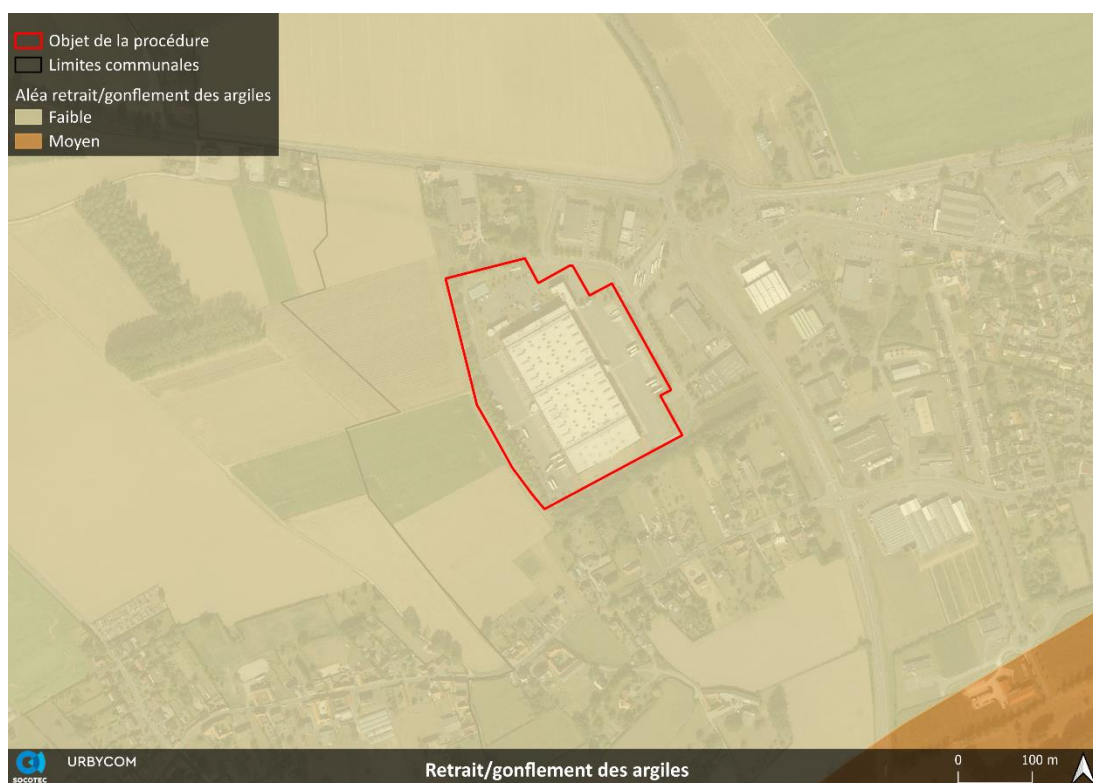 Objet de la procédure
Limites communales
Aléa retrait/gonflement des argiles
Faible
Moyen
SOCOTEC
URBYCOM
Retrait/gonflement des argiles
0 100 m